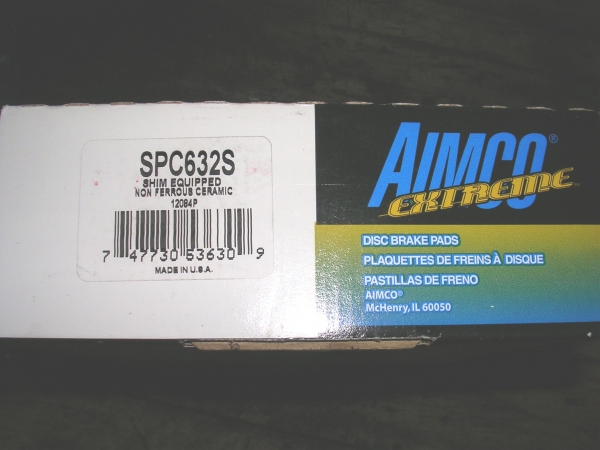 SPC632S
SHIM EQUIPPED
NON FERROUS CERAMIC
12084P
7 47730 53630 9
MADE IN U.S.A.
AIMCO®
EXTREME™
DISC BRAKE PADS
PLAQUETTES DE FREINS À DISQUE
PASTILLAS DE FRENO
AIMCO®
McHenry, IL 60050